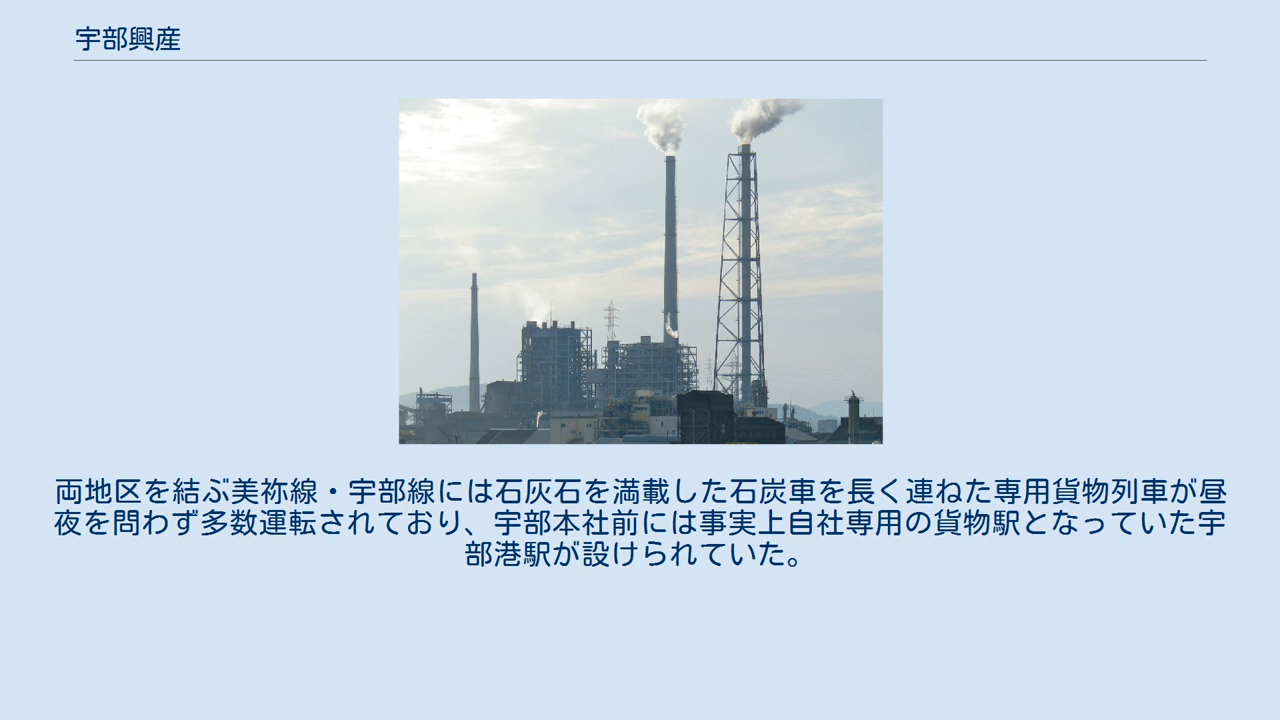 宇部興産
両地区を結ぶ美祢線・宇部線には石灰石を満載した石炭車を長く連ねた専用貨物列車が昼
夜を問わず多数運転されており、宇部本社前には事実上自社専用の貨物駅となっていた宇
部港駅が設けられていた。